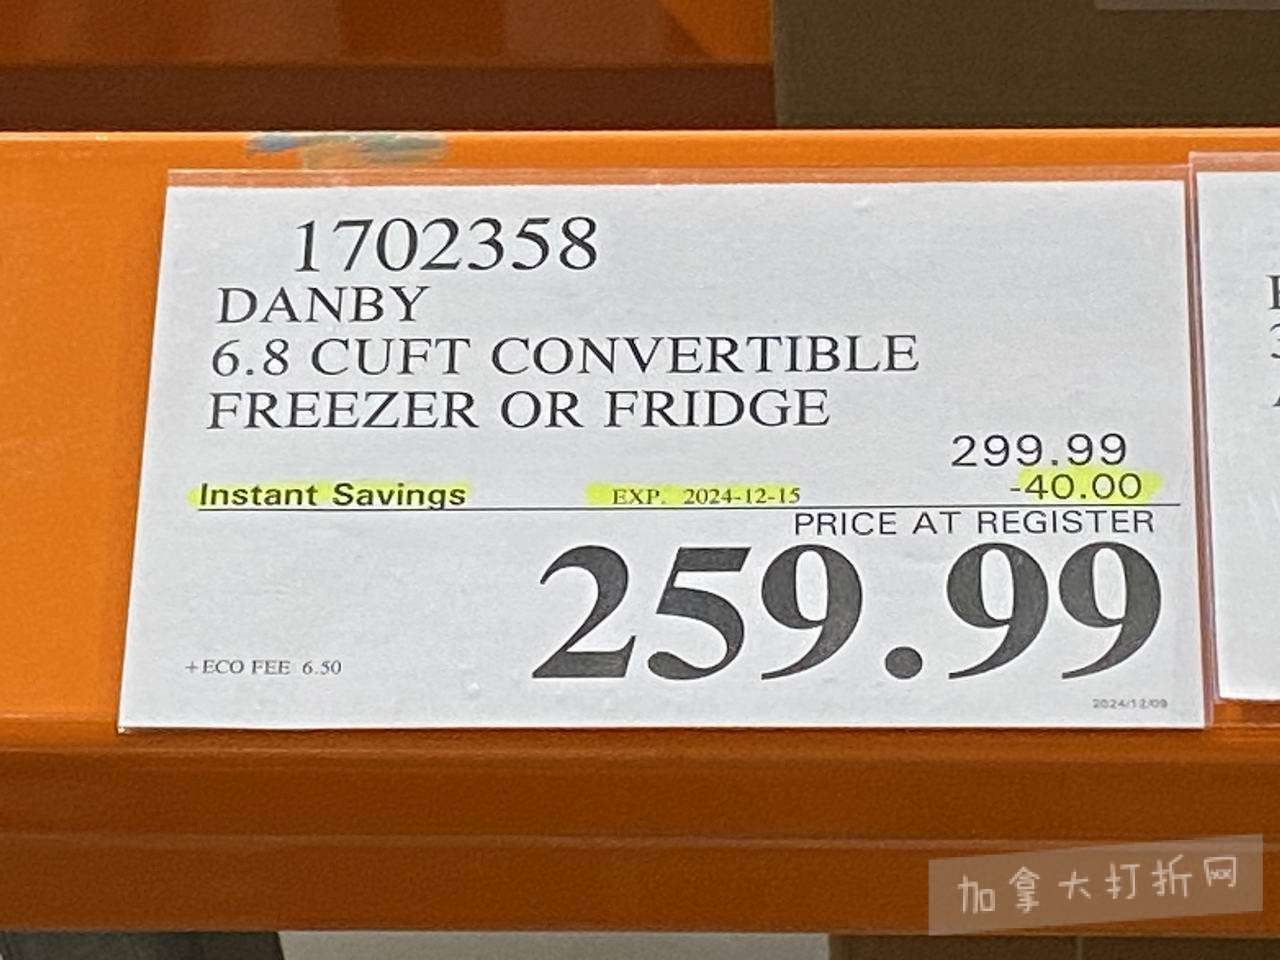 1702358
DANBY
6.8 CUFT CONVERTIBLE
FREEZER OR FRIDGE
299.99
Instant Savings EXP. 2024-12-15 -40.00
PRICE AT REGISTER
259.99
+ECO FEE 6.50
2024/12/09
加拿大打折网